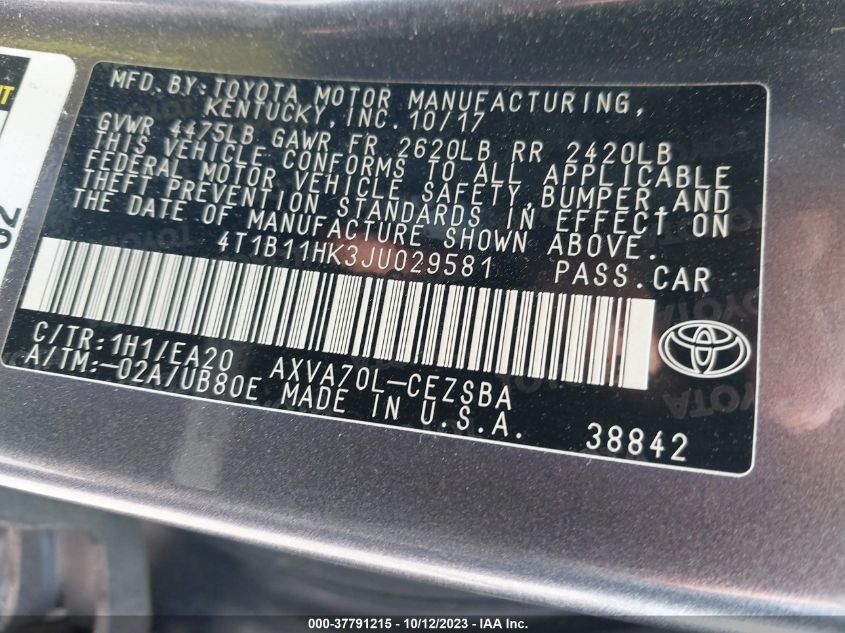 MFD. BY: TOYOTA MOTOR MANUFACTURING,
KENTUCKY, INC. 10/17
GVWR 4475LB GAWR FR 2620LB RR 2420LB
THIS VEHICLE CONFORMS TO ALL APPLICABLE
FEDERAL MOTOR VEHICLE SAFETY, BUMPER, AND
THEFT PREVENTION STANDARDS IN EFFECT ON
THE DATE OF MANUFACTURE SHOWN ABOVE.
4T1B11HK3JU029581 PASS.CAR
C/TR: 1H1/EA20 AXVA70L-CEZSBA
A/TM:-02A/UB80E MADE IN U.S.A. 38842
TOYOTA
000-37791215 - 10/12/2023 - IAA Inc.